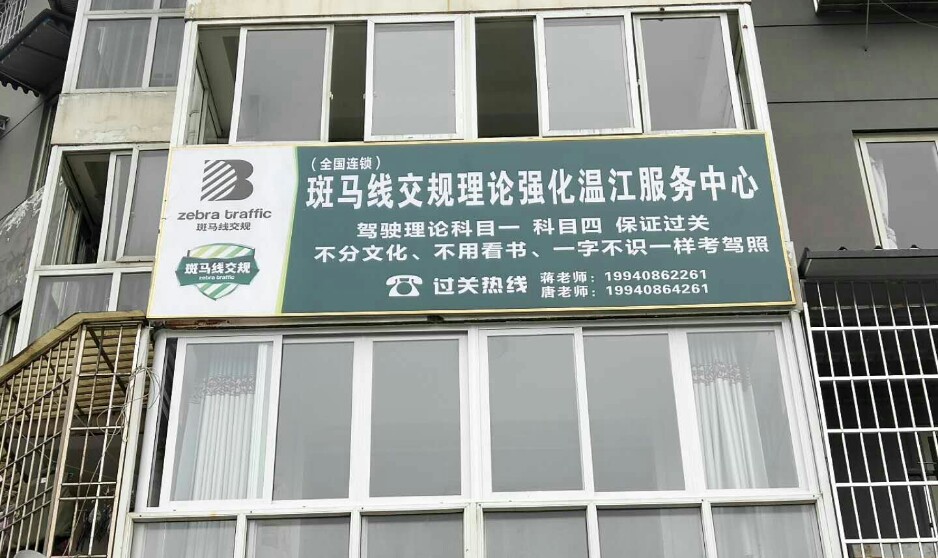 zebra traffic
斑马线交规
斑马线交规
zebra traffic
（全国连锁）
斑马线交规理论强化温江服务中心
驾驶理论科目一 科目四 保证过关
不分文化、不用看书、一字不识一样考驾照
过关热线
蒋老师：19940862261
唐老师：19940864261